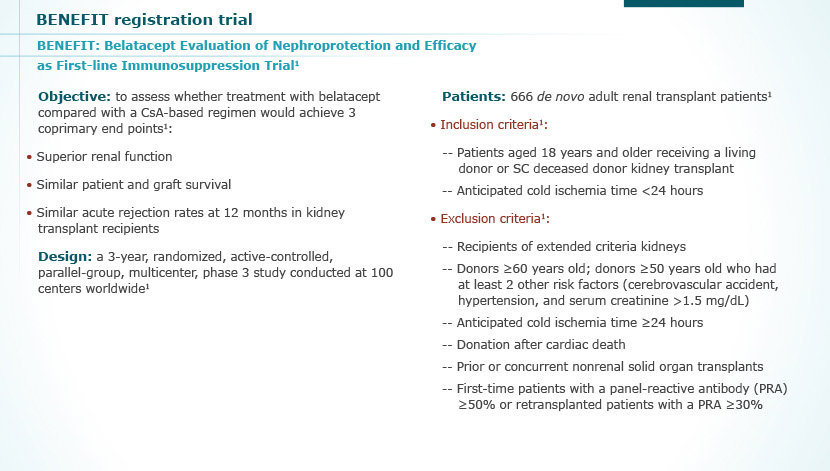 BENEFIT registration trial
BENEFIT: Belatacept Evaluation of Nephroprotection and Efficacy
as First-line Immunosuppression Trial¹
Objective: to assess whether treatment with belatacept
compared with a CsA-based regimen would achieve 3
coprimary end points¹:
• Superior renal function
• Similar patient and graft survival
• Similar acute rejection rates at 12 months in kidney
transplant recipients
Design: a 3-year, randomized, active-controlled,
parallel-group, multicenter, phase 3 study conducted at 100
centers worldwide¹
Patients: 666 de novo adult renal transplant patients¹
• Inclusion criteria¹:
-- Patients aged 18 years and older receiving a living
donor or SC deceased donor kidney transplant
-- Anticipated cold ischemia time <24 hours
• Exclusion criteria¹:
-- Recipients of extended criteria kidneys
-- Donors ≥60 years old; donors ≥50 years old who had
at least 2 other risk factors (cerebrovascular accident,
hypertension, and serum creatinine >1.5 mg/dL)
-- Anticipated cold ischemia time ≥24 hours
-- Donation after cardiac death
-- Prior or concurrent nonrenal solid organ transplants
-- First-time patients with a panel-reactive antibody (PRA)
≥50% or retransplanted patients with a PRA ≥30%